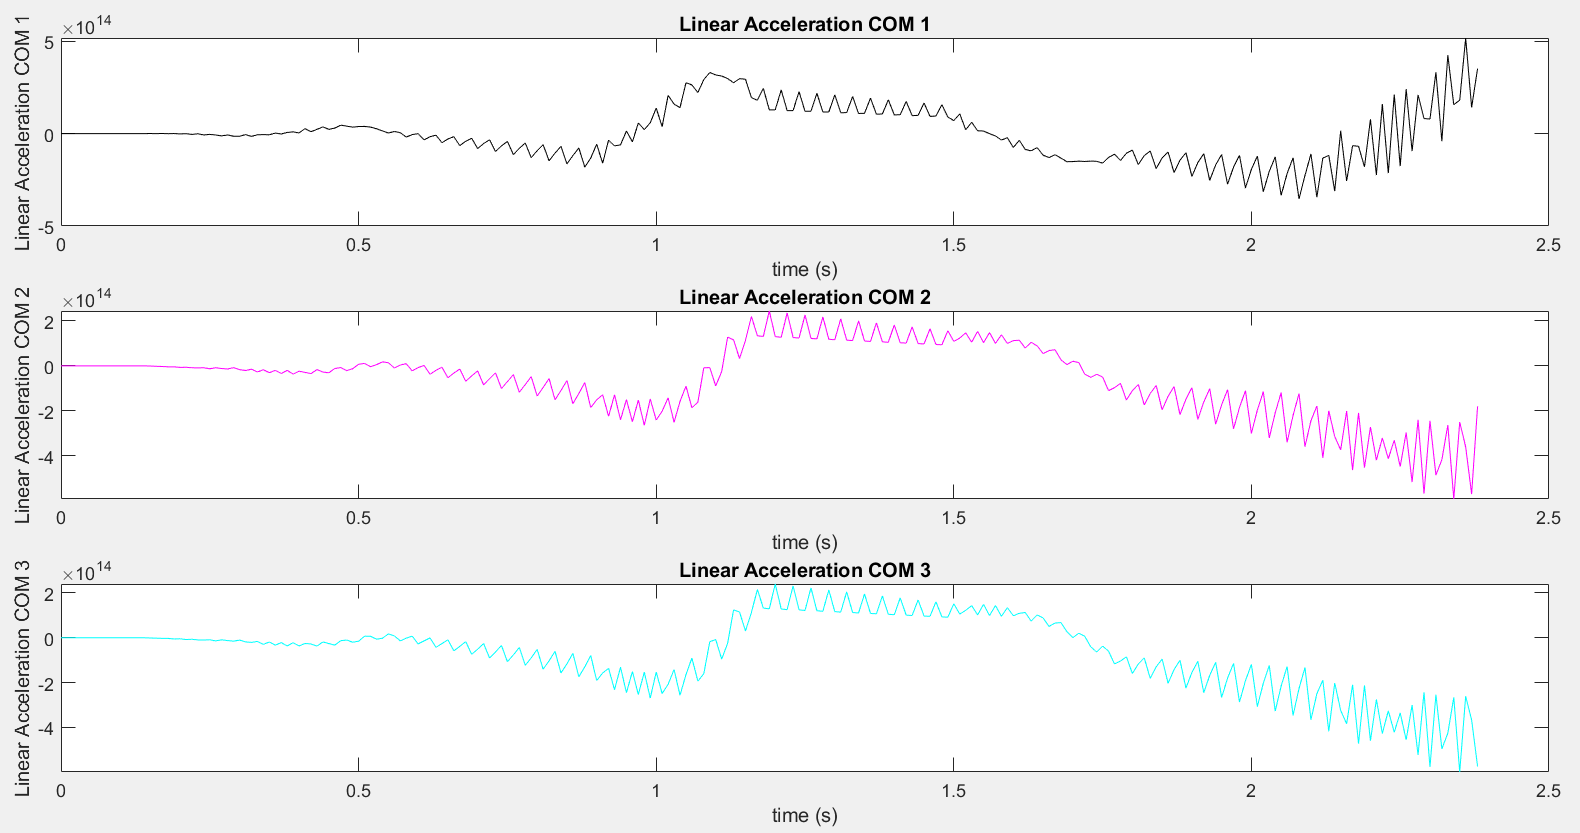 Linear Acceleration COM 1
×10^14
Linear Acceleration COM 1
5
0
-5
0 0.5 1 1.5 2 2.5
time (s)
Linear Acceleration COM 2
×10^14
Linear Acceleration COM 2
2
0
-2
-4
0 0.5 1 1.5 2 2.5
time (s)
Linear Acceleration COM 3
×10^14
Linear Acceleration COM 3
2
0
-2
-4
0 0.5 1 1.5 2 2.5
time (s)